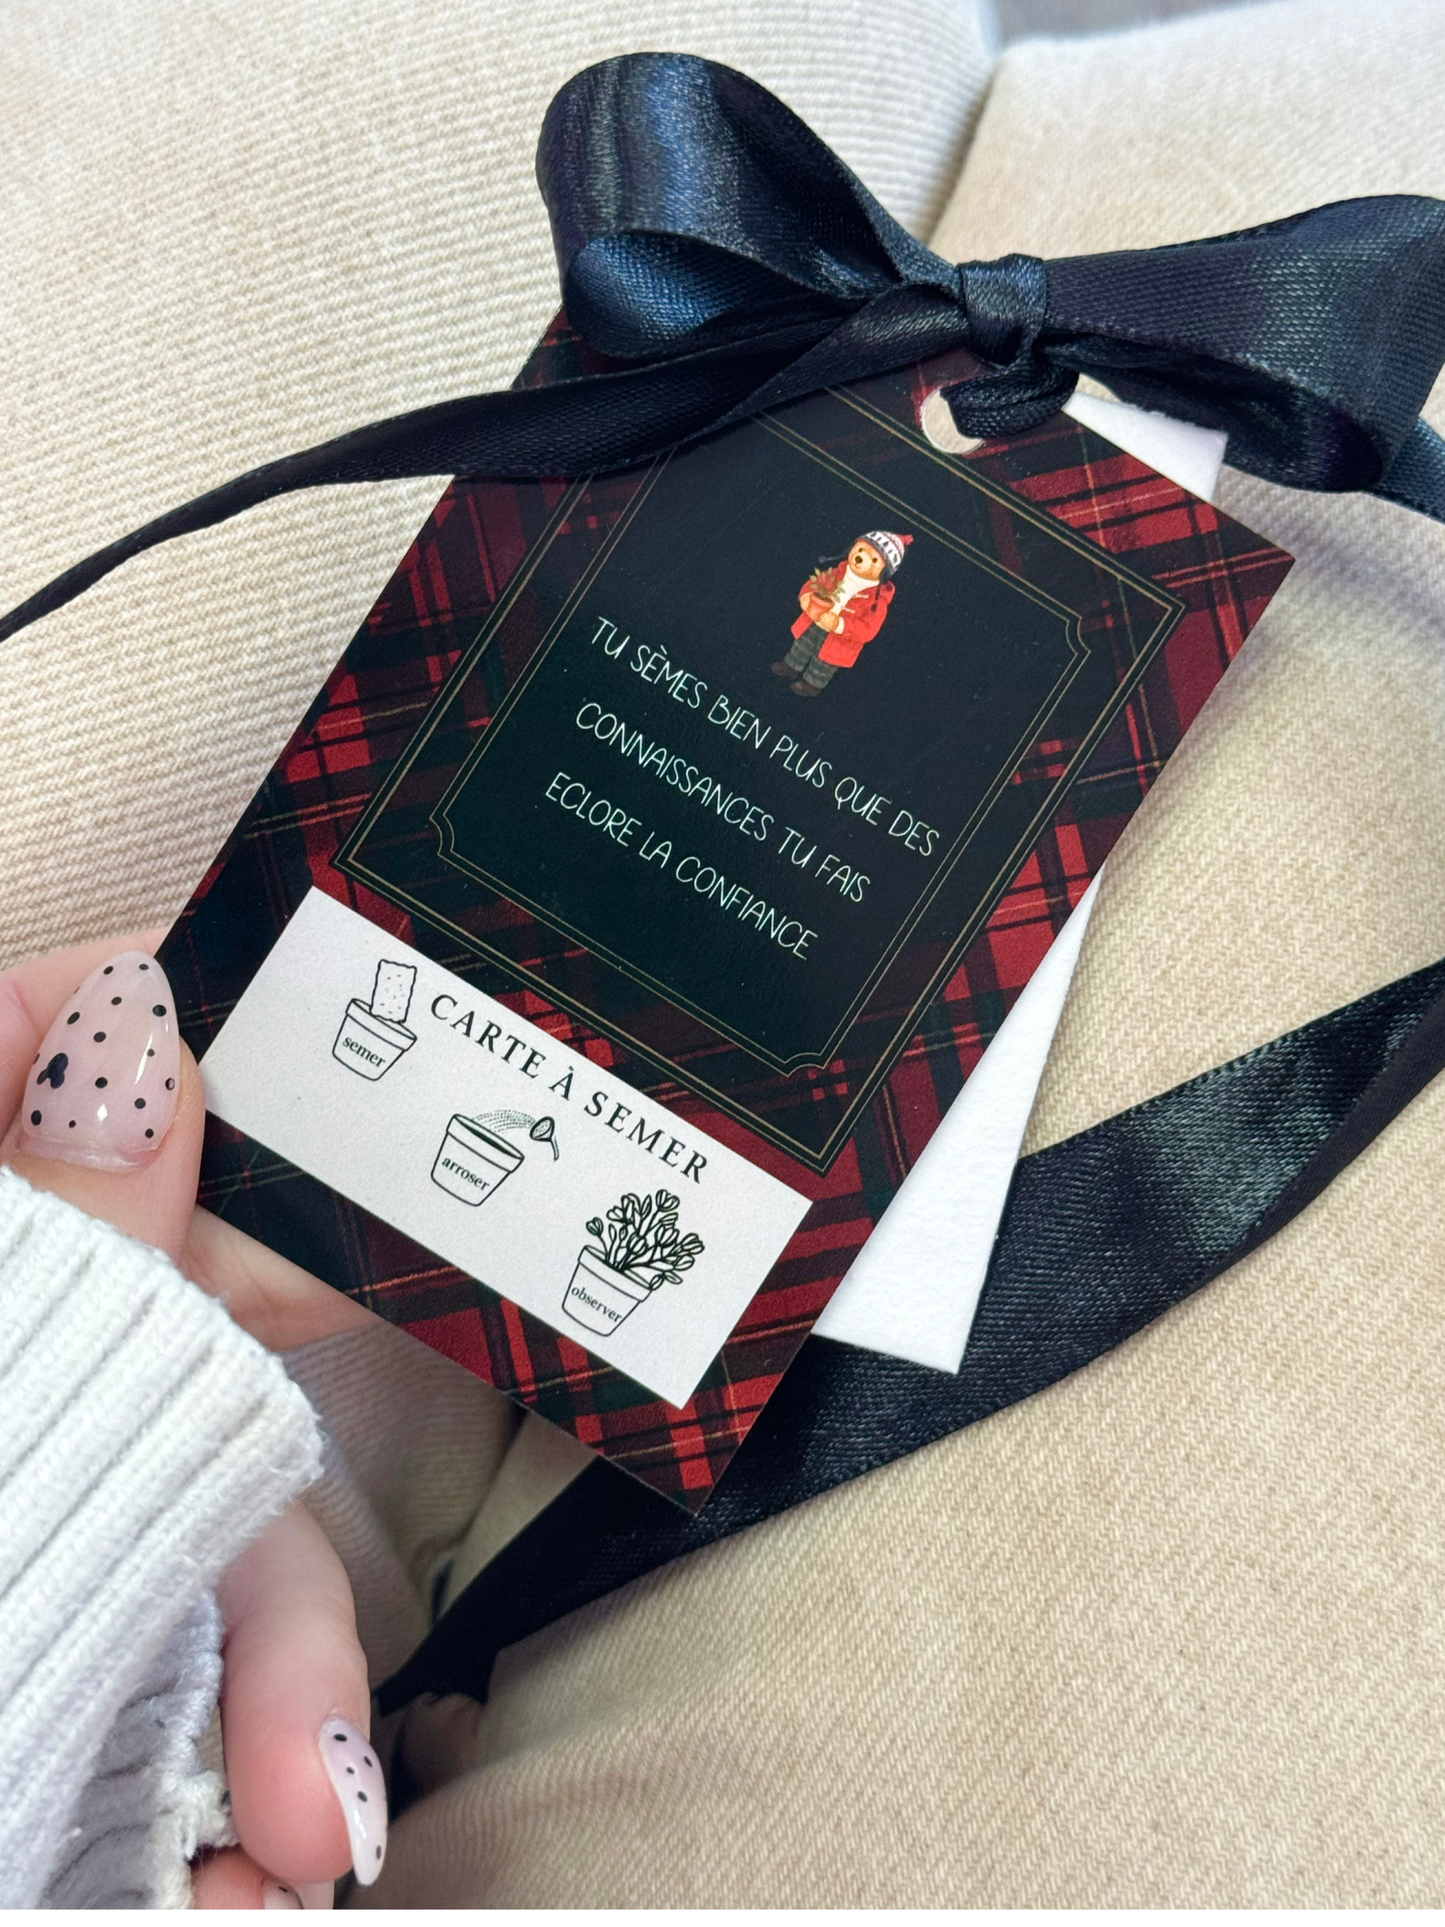 TU SÈMES BIEN PLUS QUE DES
CONNAISSANCES TU FAIS
ECLORE LA CONFIANCE
CARTE À SEMER
semer
arroser
observer